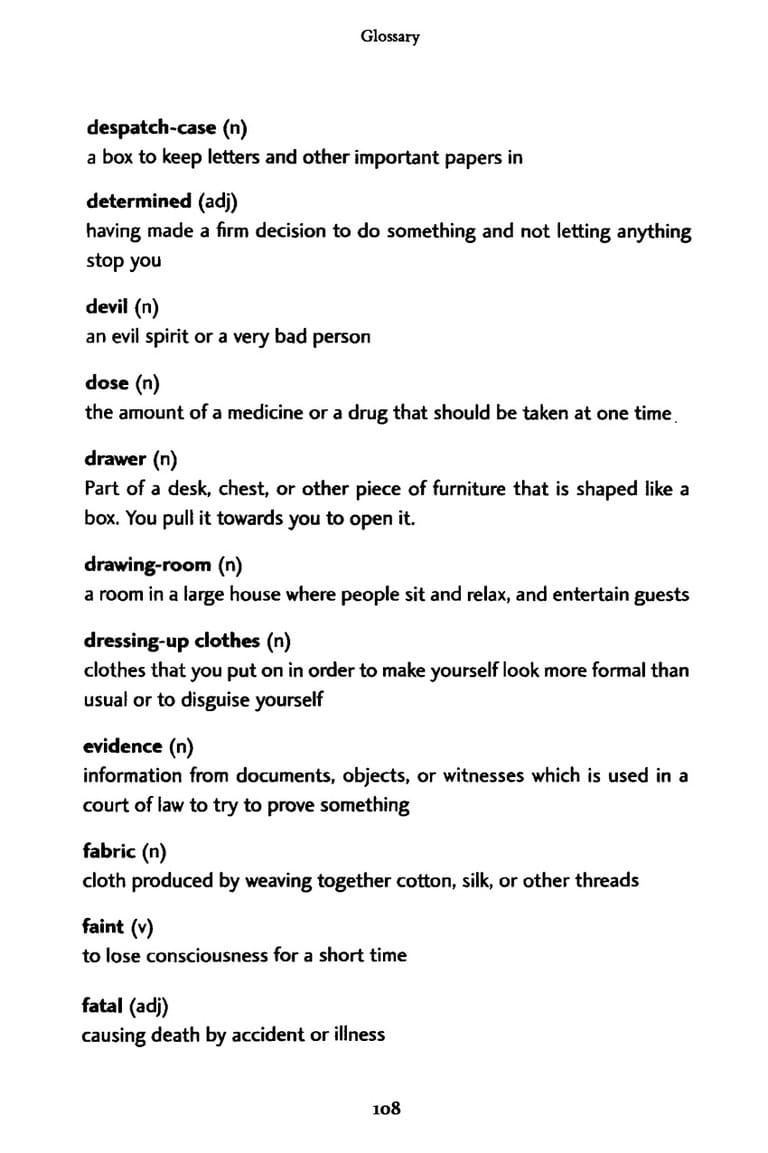 Glossary
despatch-case (n)
a box to keep letters and other important papers in
determined (adj)
having made a firm decision to do something and not letting anything
stop you
devil (n)
an evil spirit or a very bad person
dose (n)
the amount of a medicine or a drug that should be taken at one time.
drawer (n)
Part of a desk, chest, or other piece of furniture that is shaped like a
box. You pull it towards you to open it.
drawing-room (n)
a room in a large house where people sit and relax, and entertain guests
dressing-up clothes (n)
clothes that you put on in order to make yourself look more formal than
usual or to disguise yourself
evidence (n)
information from documents, objects, or witnesses which is used in a
court of law to try to prove something
fabric (n)
cloth produced by weaving together cotton, silk, or other threads
faint (v)
to lose consciousness for a short time
fatal (adj)
causing death by accident or illness
108